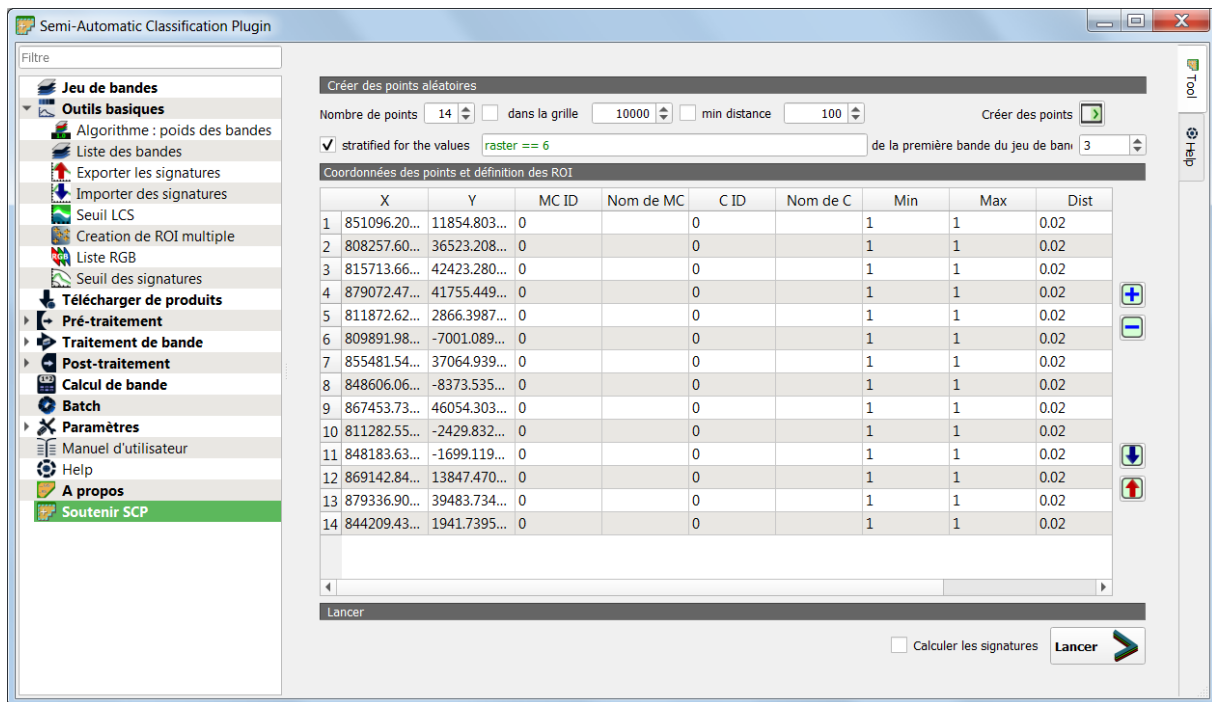 Semi-Automatic Classification Plugin
Filtre
Jeu de bandes
Outils basiques
Algorithme : poids des bandes
Liste des bandes
Exporter les signatures
Importer des signatures
Seuil LCS
Creation de ROI multiple
RGB Liste RGB
Seuil des signatures
Télécharger de produits
Pré-traitement
Traitement de bande
Post-traitement
Calcul de bande
Batch
Paramètres
Manuel d'utilisateur
Help
A propos
Soutenir SCP
Créer des points aléatoires
Nombre de points 14 dans la grille 10000 min distance 100 Créer des points
stratified for the values raster == 6 de la première bande du jeu de ban 3
Coordonnées des points et définition des ROI
X Y MC ID Nom de MC C ID Nom de C Min Max Dist
1 851096.20... 11854.803... 0 0 1 1 0.02
2 808257.60... 36523.208... 0 0 1 1 0.02
3 815713.66... 42423.280... 0 0 1 1 0.02
4 879072.47... 41755.449... 0 0 1 1 0.02
5 811872.62... 2866.3987... 0 0 1 1 0.02
6 809891.98... -7001.089... 0 0 1 1 0.02
7 855481.54... 37064.939... 0 0 1 1 0.02
8 848606.06... -8373.535... 0 0 1 1 0.02
9 867453.73... 46054.303... 0 0 1 1 0.02
10 811282.55... -2429.832... 0 0 1 1 0.02
11 848183.63... -1699.119... 0 0 1 1 0.02
12 869142.84... 13847.470... 0 0 1 1 0.02
13 879336.90... 39483.734... 0 0 1 1 0.02
14 844209.43... 1941.7395... 0 0 1 1 0.02
Lancer
Calculer les signatures Lancer
Tool
Help